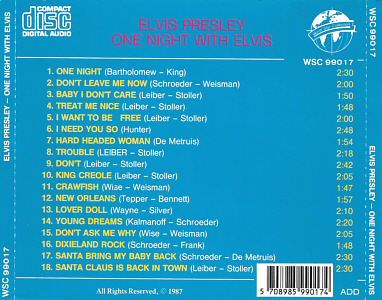 COMPACT
disc
DIGITAL AUDIO
ELVIS PRESLEY
ONE NIGHT WITH ELVIS
WSC 99017
1. ONE NIGHT (Bartholomew - King) 2:30
2. DON'T LEAVE ME NOW (Schroeder - Weisman) 2:00
3. BABY I DON'T CARE (Leiber - Stoller) 1:50
4. TREAT ME NICE (Leiber - Stoller) 1:58
5. I WANT TO BE FREE (Leiber - Stoller) 2:08
6. I NEED YOU SO (Hunter) 2:48
7. HARD HEADED WOMAN (De Metruis) 1:54
8. TROUBLE (LEIBER - Stoller) 2:18
9. DON'T (Leiber - Stoller) 2:42
10. KING CREOLE (Leiber - Stoller) 2:05
11. CRAWFISH (Wise - Weisman) 1:47
12. NEW ORLEANS (Tepper - Bennett) 1:57
13. LOVER DOLL (Wayne - Silver) 2:10
14. YOUNG DREAMS (Kalmanoff - Schroeder) 2:20
15. DON'T ASK ME WHY (Wise - Weisman) 2:05
16. DIXIELAND ROCK (Schroeder - Frank) 1:48
17. SANTA BRING MY BABY BACK (Schroeder - De Metruis) 1:52
18. SANTA CLAUS IS BACK IN TOWN (Leiber - Stoller) 2:30
All Rights Reserved, © 1987
5 708985 990174
ADD
ELVIS PRESLEY – ONE NIGHT WITH ELVIS
WSC 99017
WSC 99017
ELVIS PRESLEY – ONE NIGHT WITH ELVIS